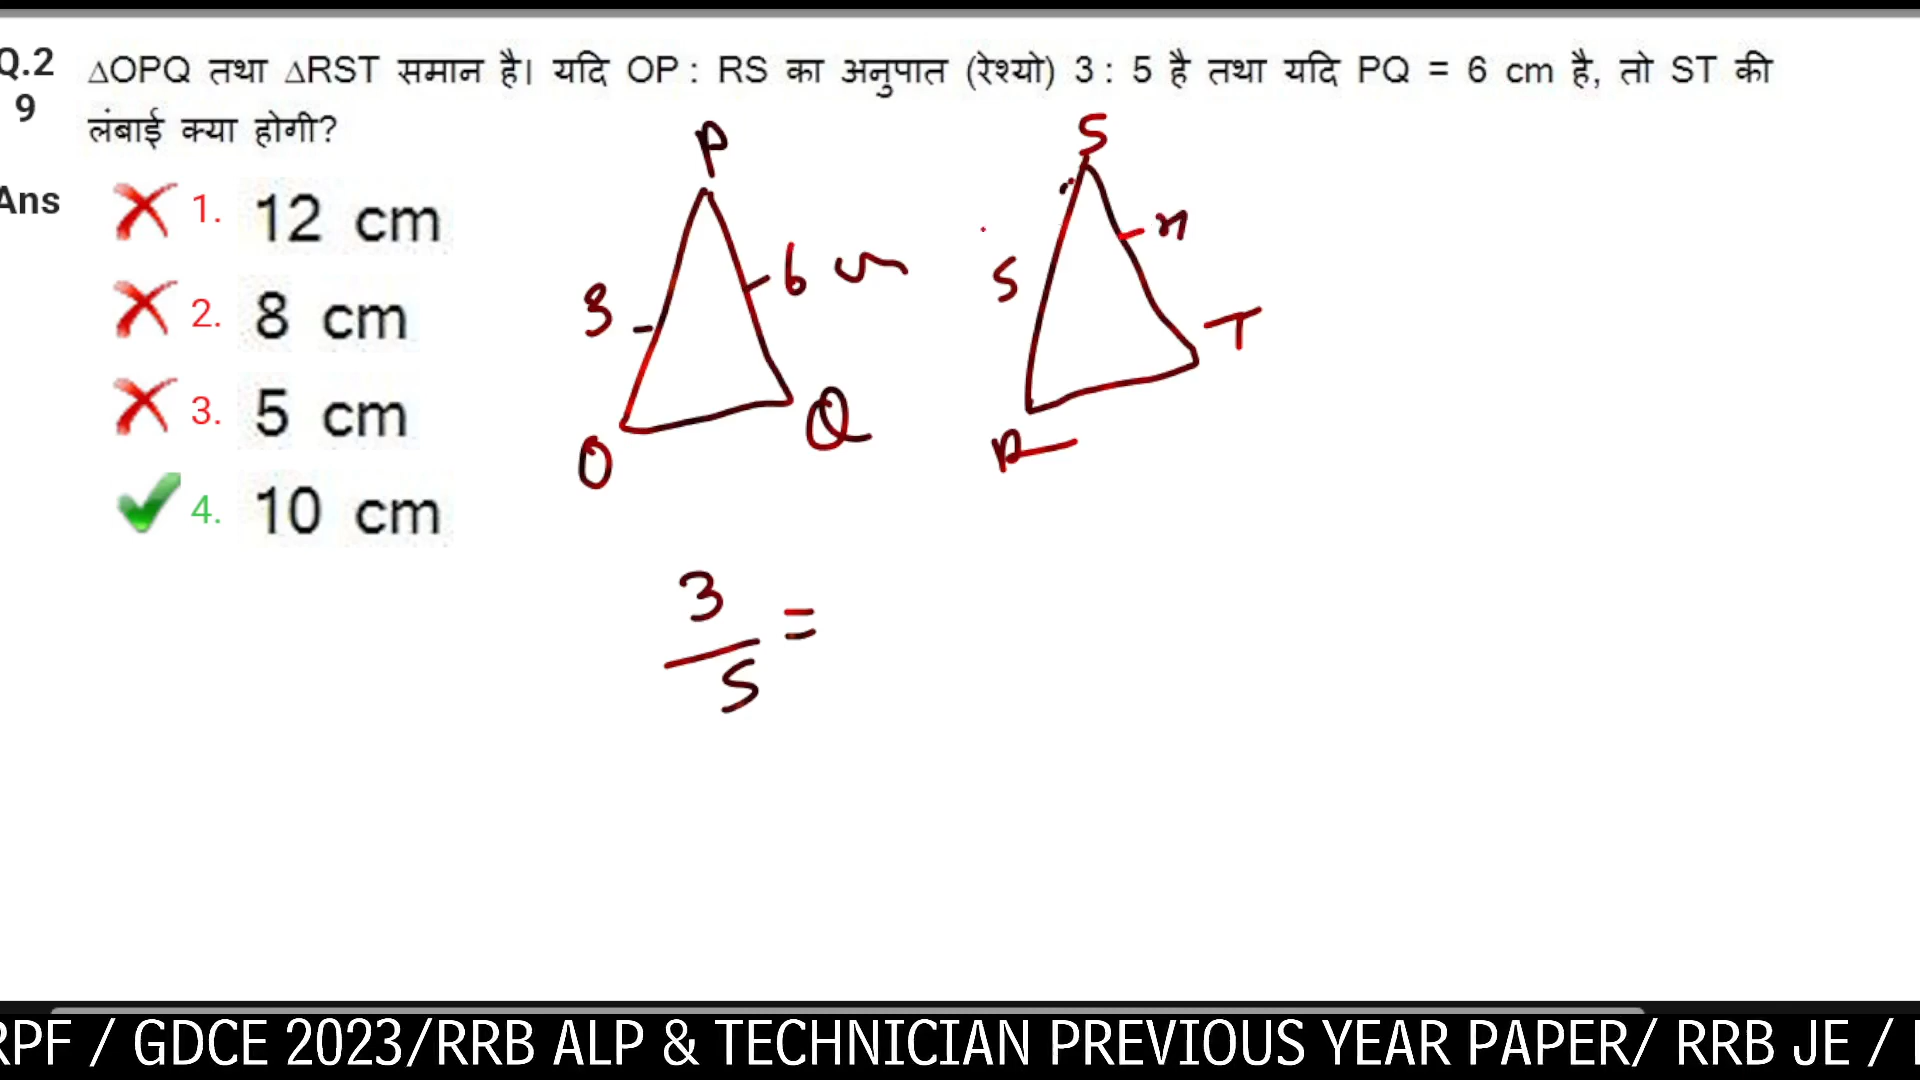 Q.2 △OPQ तथा △RST समान है। यदि OP : RS का अनुपात (रेश्यो) 3 : 5 है तथा यदि PQ = 6 cm है, तो ST की
9 लंबाई क्या होगी?
Ans
1. 12 cm
2. 8 cm
3. 5 cm
4. 10 cm
P
S
3
6
5
T
O
Q
R
3
5
=
RPF / GDCE 2023/RRB ALP & TECHNICIAN PREVIOUS YEAR PAPER/ RRB JE /